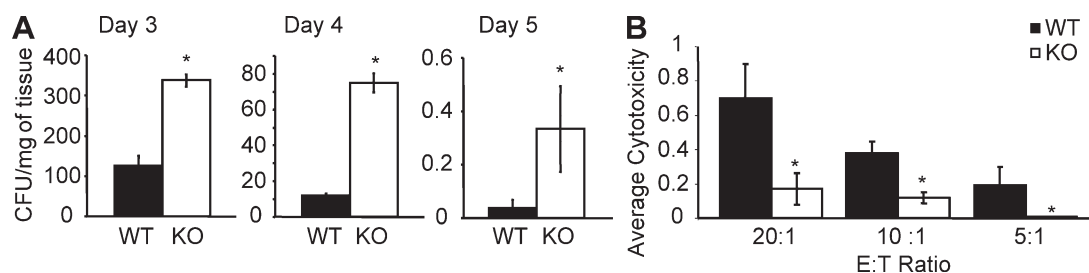 A Day 3 Day 4 Day 5 B
WT
KO
CFU/mg of tissue
400
300
200
100
0
WT KO
*
80
60
40
20
0
WT KO
*
0.6
0.4
0.2
0
WT KO
*
Average Cytotoxicity
1
0.8
0.6
0.4
0.2
0
*
*
*
20:1 10 :1 5:1
E:T Ratio